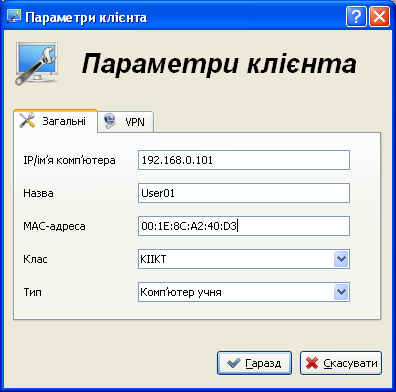 Параметри клієнта
Параметри клієнта
Загальні VPN
IP/ім'я комп'ютера 192.168.0.101
Назва User01
MAC-адреса 00:1E:8C:A2:40:D3
Клас KIIKT
Тип Комп'ютер учня
Гаразд Скасувати